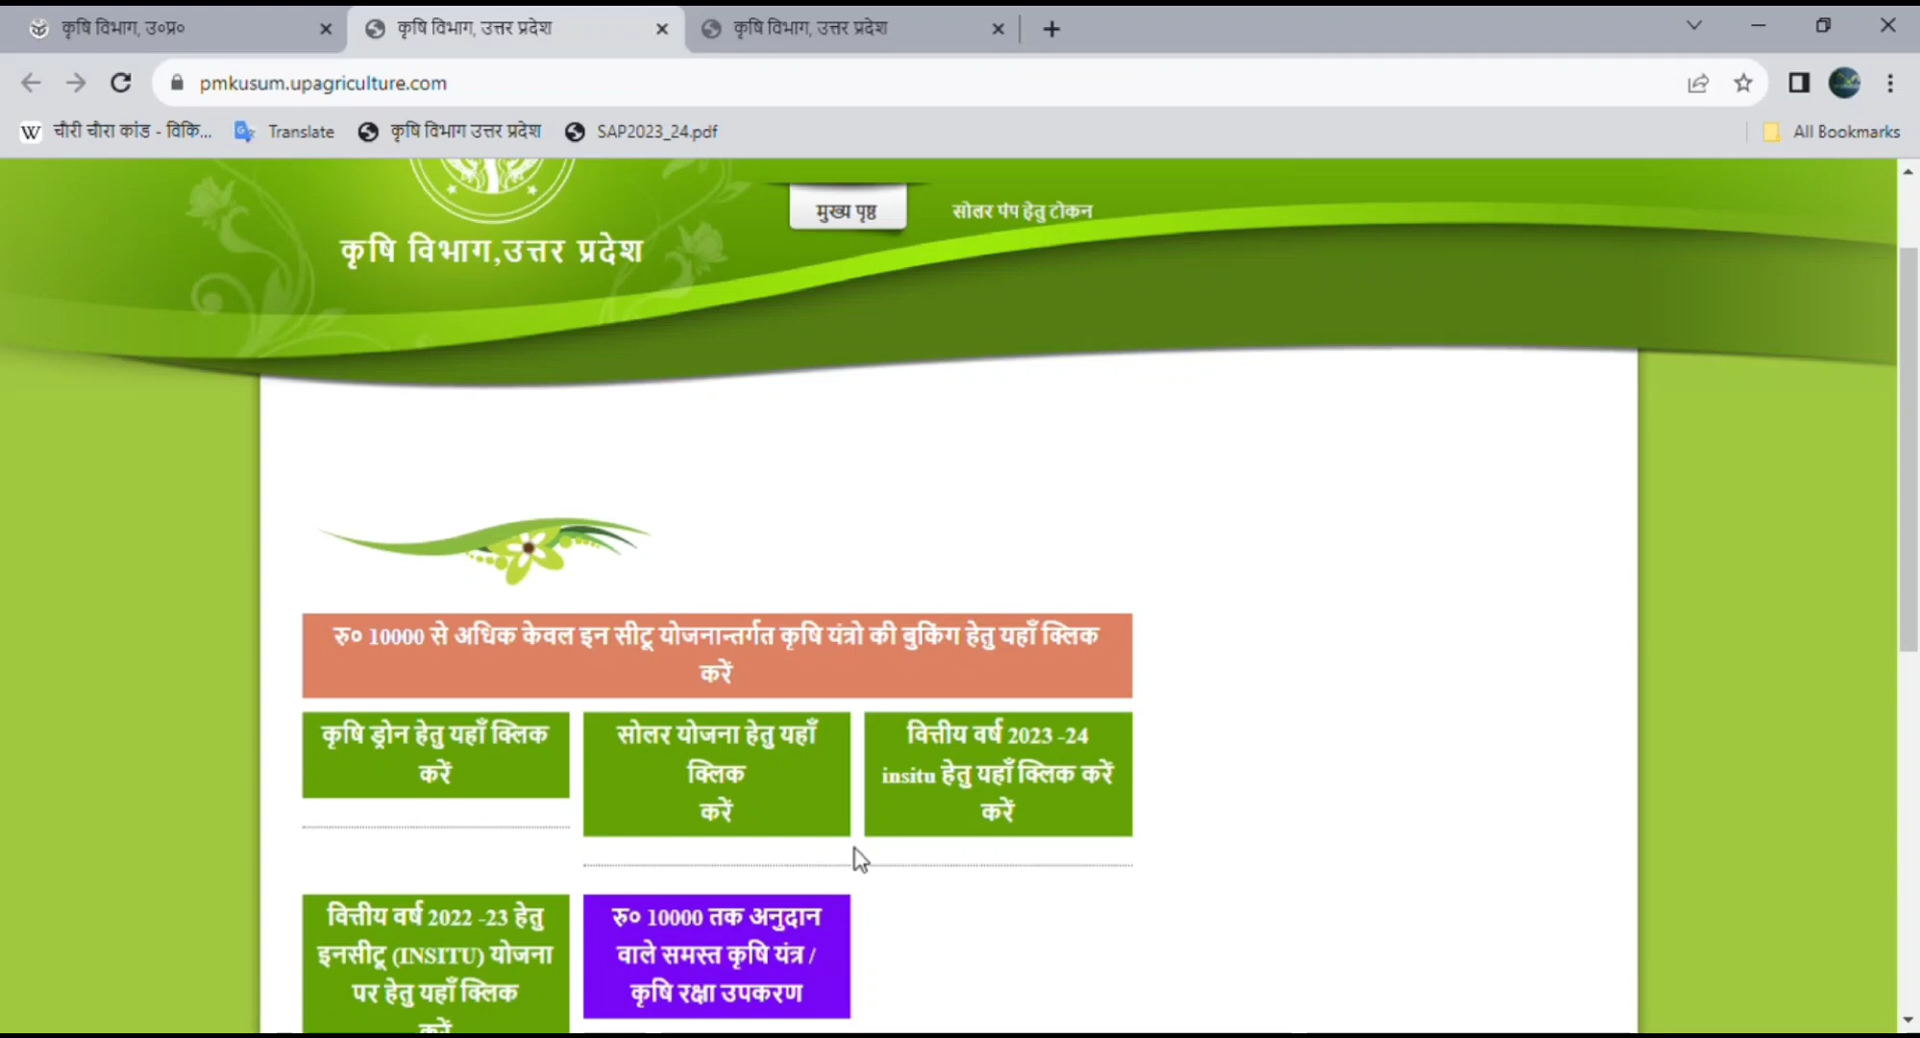 कृषि विभाग, उ०प्र०
कृषि विभाग, उत्तर प्रदेश
कृषि विभाग, उत्तर प्रदेश
pmkusum.upagriculture.com
चौरी चौरा कांड - विकि...
Translate
कृषि विभाग उत्तर प्रदेश
SAP2023_24.pdf
All Bookmarks
मुख्य पृष्ठ
सोलर पंप हेतु टोकन
कृषि विभाग,उत्तर प्रदेश
रु० 10000 से अधिक केवल इन सीटू योजनान्तर्गत कृषि यंत्रो की बुकिंग हेतु यहाँ क्लिक
करें
कृषि ड्रोन हेतु यहाँ क्लिक
करें
सोलर योजना हेतु यहाँ
क्लिक
करें
वित्तीय वर्ष 2023 -24
insitu हेतु यहाँ क्लिक करें
करें
वित्तीय वर्ष 2022 -23 हेतु
इनसीटू (INSITU) योजना
पर हेतु यहाँ क्लिक
करें
रु० 10000 तक अनुदान
वाले समस्त कृषि यंत्र /
कृषि रक्षा उपकरण